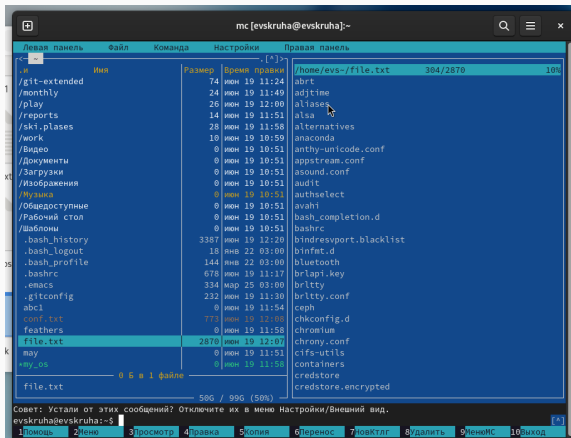 mc [evskruha@evskruha]:~
Левая панель Файл Команда Настройки Правая панель
<— ~ .[^]>
.и Имя Размер Время правки
/git-extended 74 июн 19 11:24
/monthly 24 июн 19 11:49
/play 26 июн 19 12:00
/reports 14 июн 19 11:51
/ski.plases 28 июн 19 11:58
/work 10 июн 19 10:59
/Видео 0 июн 19 10:51
/Документы 0 июн 19 10:51
/Загрузки 0 июн 19 10:51
/Изображения 0 июн 19 10:51
/Музыка 0 июн 19 10:51
/Общедоступные 0 июн 19 10:51
/Рабочий стол 0 июн 19 10:51
/Шаблоны 0 июн 19 10:51
.bash_history 3387 июн 19 12:20
.bash_logout 18 янв 22 03:00
.bash_profile 144 янв 22 03:00
.bashrc 678 июн 19 11:17
.emacs 334 мар 25 03:00
.gitconfig 232 июн 19 11:30
abc1 0 июн 19 11:54
conf.txt 773 июн 19 12:08
feathers 0 июн 19 11:58
file.txt 2870 июн 19 12:07
may 0 июн 19 11:51
*my_os 0 июн 19 11:58
0 Б в 1 файле
file.txt
50G / 99G (50%)
/home/evs~/file.txt 304/2870 10%
abrt
adjtime
aliases
alsa
alternatives
anaconda
anthy-unicode.conf
appstream.conf
asound.conf
audit
authselect
avahi
bash_completion.d
bashrc
bindresvport.blacklist
binfmt.d
bluetooth
brlapi.key
brltty
brltty.conf
ceph
chkconfig.d
chromium
chrony.conf
cifs-utils
containers
credstore
credstore.encrypted
Совет: Устали от этих сообщений? Отключите их в меню Настройки/Внешний вид.
evskruha@evskruha:~$ [^]
1Помощь 2Меню 3Просмотр 4Правка 5Копия 6Перенос 7НовКтлг 8Удалить 9МенюМС 10Выход